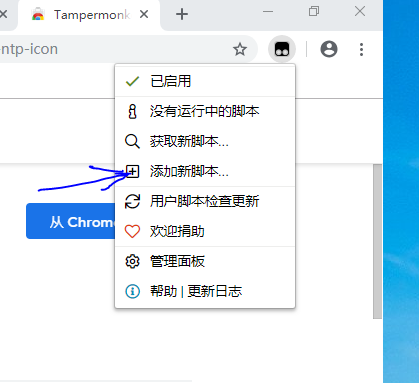 Tampermonk
ntp-icon
已启用
没有运行中的脚本
获取新脚本...
添加新脚本...
用户脚本检查更新
从 Chrome
欢迎捐助
管理面板
帮助 | 更新日志